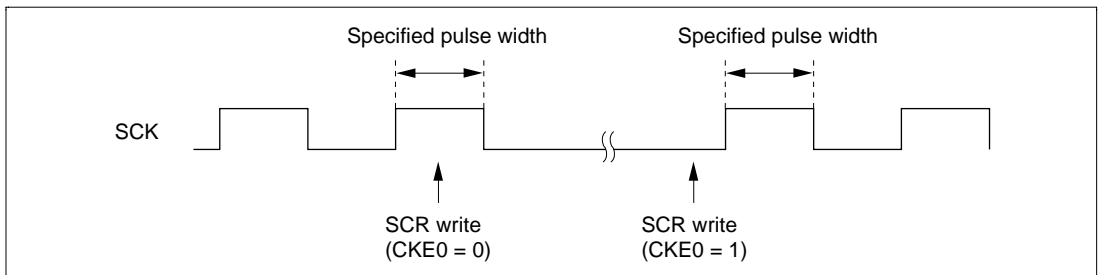 Specified pulse width
Specified pulse width
SCK
SCR write
(CKE0 = 0)
SCR write
(CKE0 = 1)